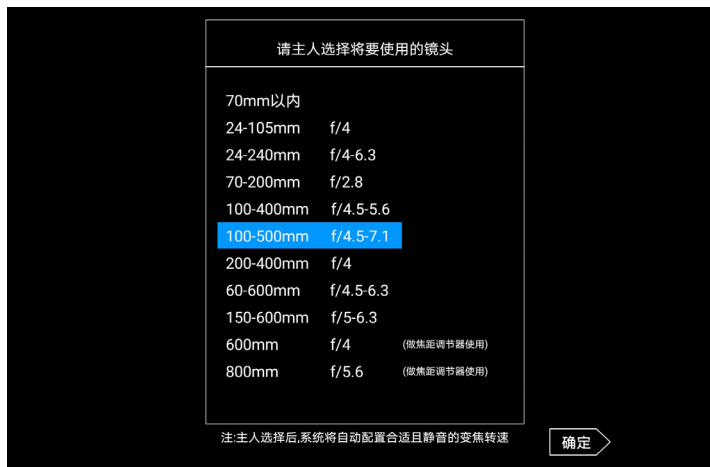 请主人选择将要使用的镜头
70mm以内
24-105mm f/4
24-240mm f/4-6.3
70-200mm f/2.8
100-400mm f/4.5-5.6
100-500mm f/4.5-7.1
200-400mm f/4
60-600mm f/4.5-6.3
150-600mm f/5-6.3
600mm f/4 (做焦距调节器使用)
800mm f/5.6 (做焦距调节器使用)
注:主人选择后,系统将自动配置合适且静音的变焦转速
确定